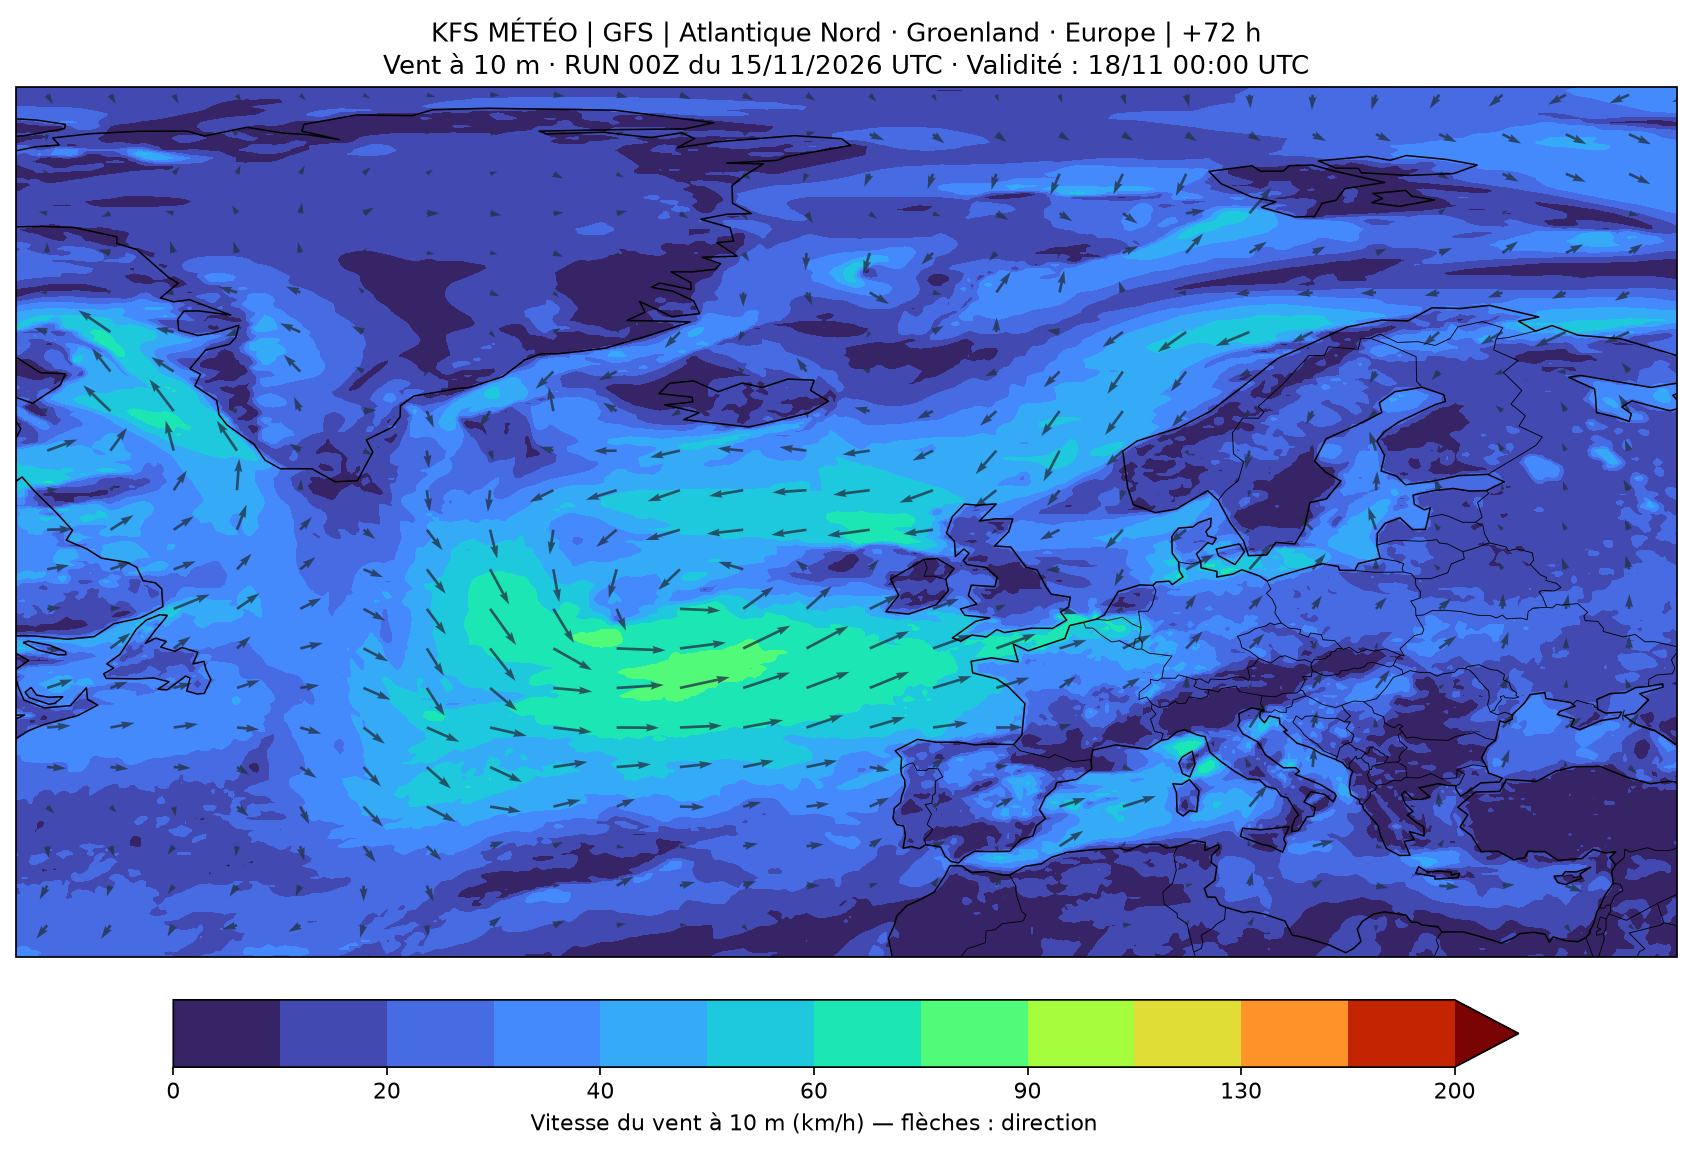 KFS MÉTÉO | GFS | Atlantique Nord · Groenland · Europe | +72 h
Vent à 10 m · RUN 00Z du 15/11/2026 UTC · Validité : 18/11 00:00 UTC
0 20 40 60 90 130 200
Vitesse du vent à 10 m (km/h) — flèches : direction